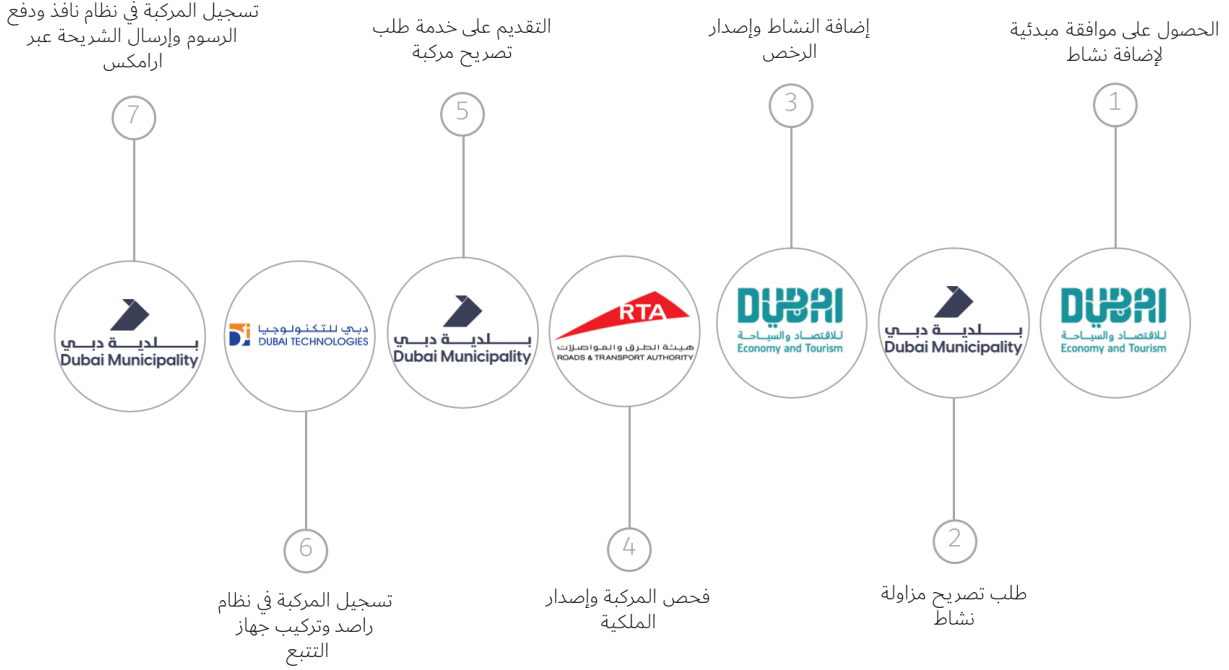 الحصول على موافقة مبدئية
لإضافة نشاط
1
DUBAI
للاقتصاد والسياحة
Economy and Tourism
بلدية دبي
Dubai Municipality
2
طلب تصريح مزاولة
نشاط
إضافة النشاط وإصدار
الرخص
3
DUBAI
للاقتصاد والسياحة
Economy and Tourism
RTA
هيئة الطرق والمواصلات
ROADS & TRANSPORT AUTHORITY
4
فحص المركبة وإصدار
الملكية
التقديم على خدمة طلب
تصريح مركبة
5
بلدية دبي
Dubai Municipality
دبي للتكنولوجيا
DUBAI TECHNOLOGIES
6
تسجيل المركبة في نظام
راصد وتركيب جهاز
التتبع
تسجيل المركبة في نظام نافذ ودفع
الرسوم وإرسال الشريحة عبر
ارامكس
7
بلدية دبي
Dubai Municipality